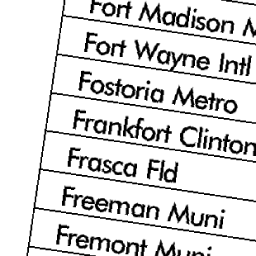 Fort Madison
Fort Wayne Intl
Fostoria Metro
Frankfort Clinton
Frasca Fld
Freeman Muni
Fremont Muni